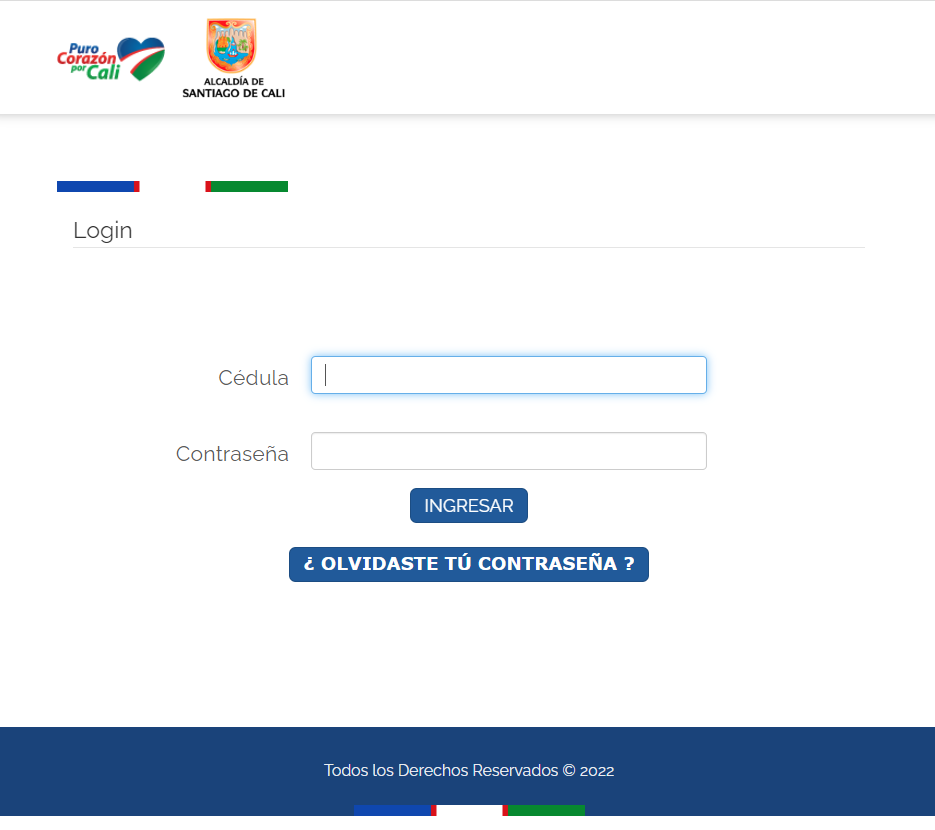 Puro
Corazón
por Cali
ALCALDÍA DE
SANTIAGO DE CALI
Login
Cédula
Contraseña
INGRESAR
¿ OLVIDASTE TÚ CONTRASEÑA ?
Todos los Derechos Reservados © 2022